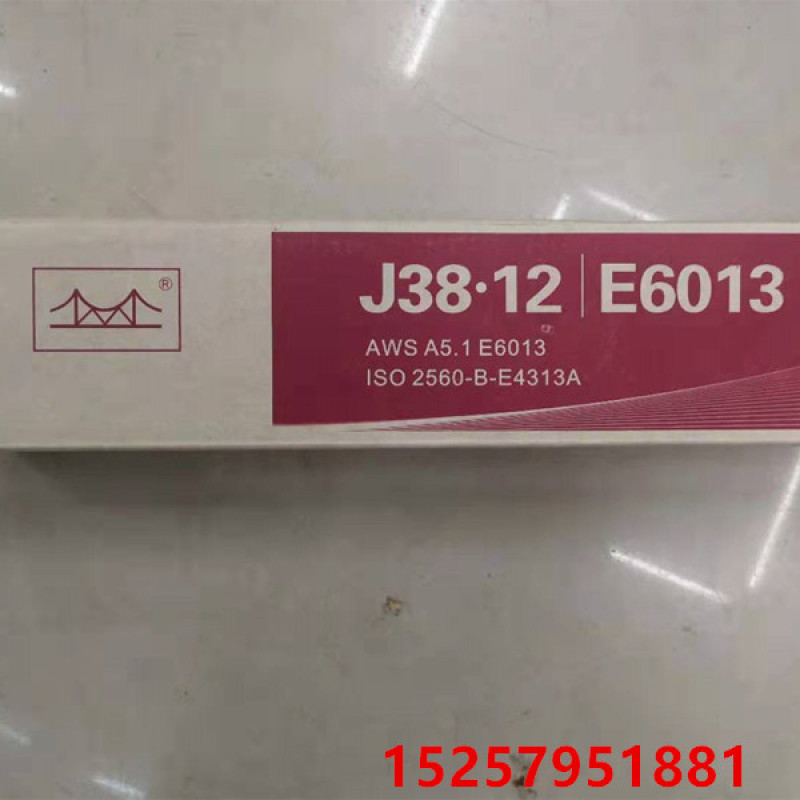 ®
J38·12 | E6013
AWS A5.1 E6013
ISO 2560-B-E4313A
15257951881